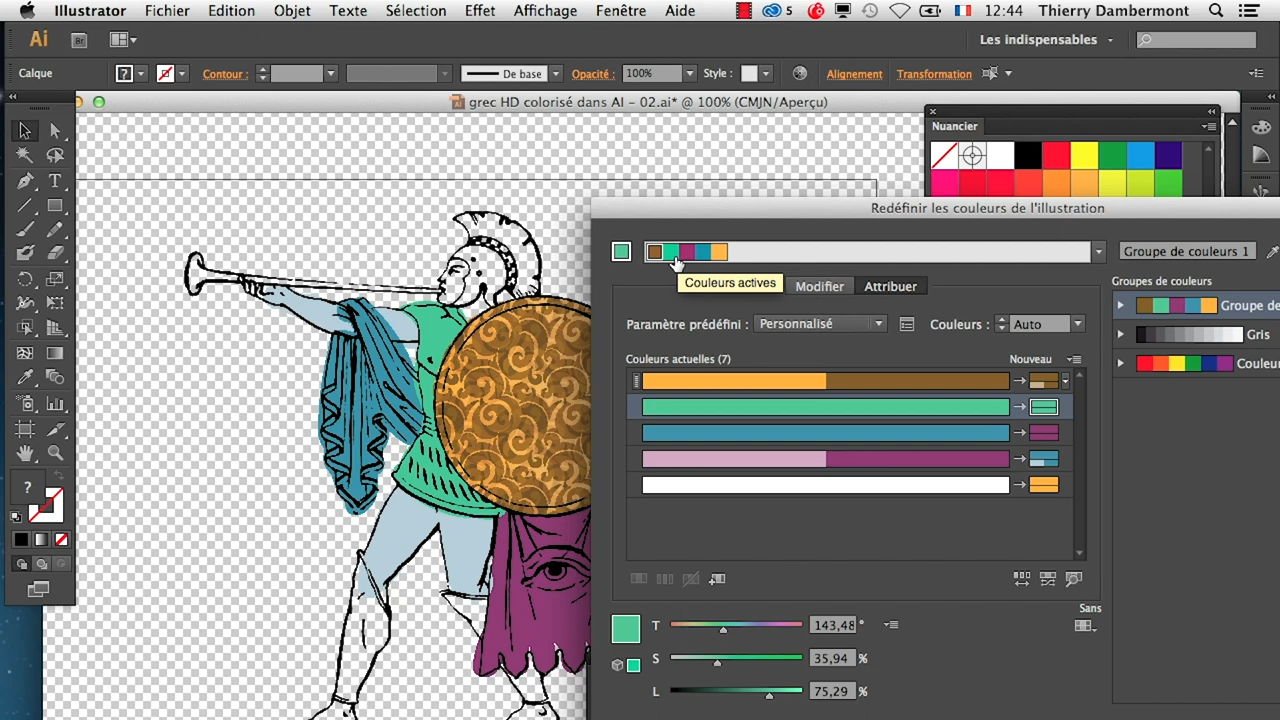 Illustrator Fichier Edition Objet Texte Sélection Effet Affichage Fenêtre Aide 5 12:44 Thierry Dambermont
Ai Br Les indispensables
Calque ? Contour : De base Opacité : 100% Style : Alignement Transformation
grec HD colorisé dans AI - 02.ai* @ 100% (CMJN/Aperçu)
Nuancier
Redéfinir les couleurs de l'illustration
Groupe de couleurs 1
Couleurs actives
Modifier Attribuer
Groupes de couleurs
Groupe de
Paramètre prédéfini : Personnalisé Couleurs : Auto
Gris
Couleurs actuelles (7) Nouveau
Couleu
?
Sans
T 143,48 °
S 35,94 %
L 75,29 %